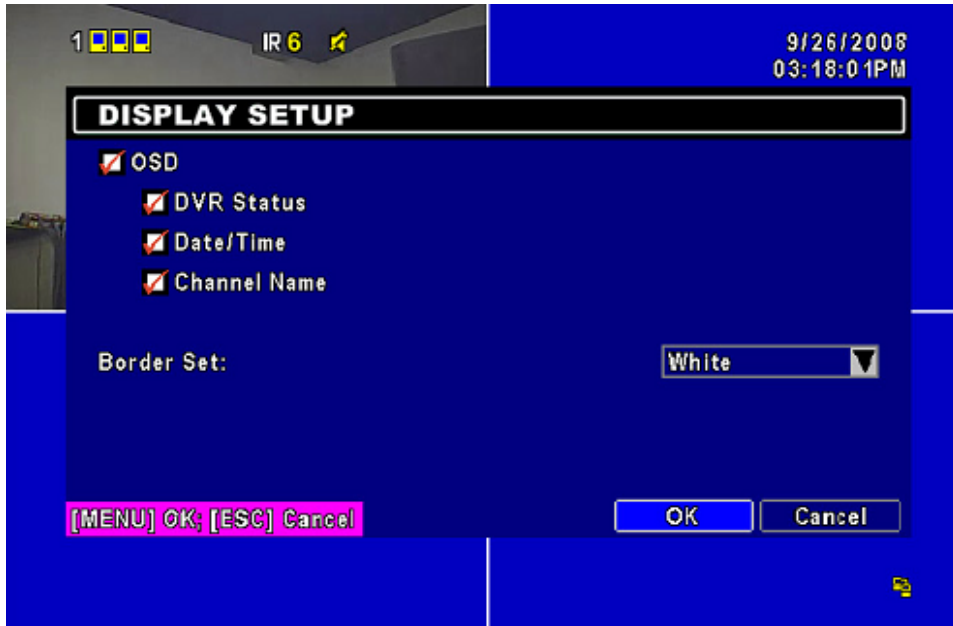 1 IR 6 9/26/2008
03:18:01PM
DISPLAY SETUP
OSD
DVR Status
Date/Time
Channel Name
Border Set: White
[MENU] OK; [ESC] Cancel OK Cancel